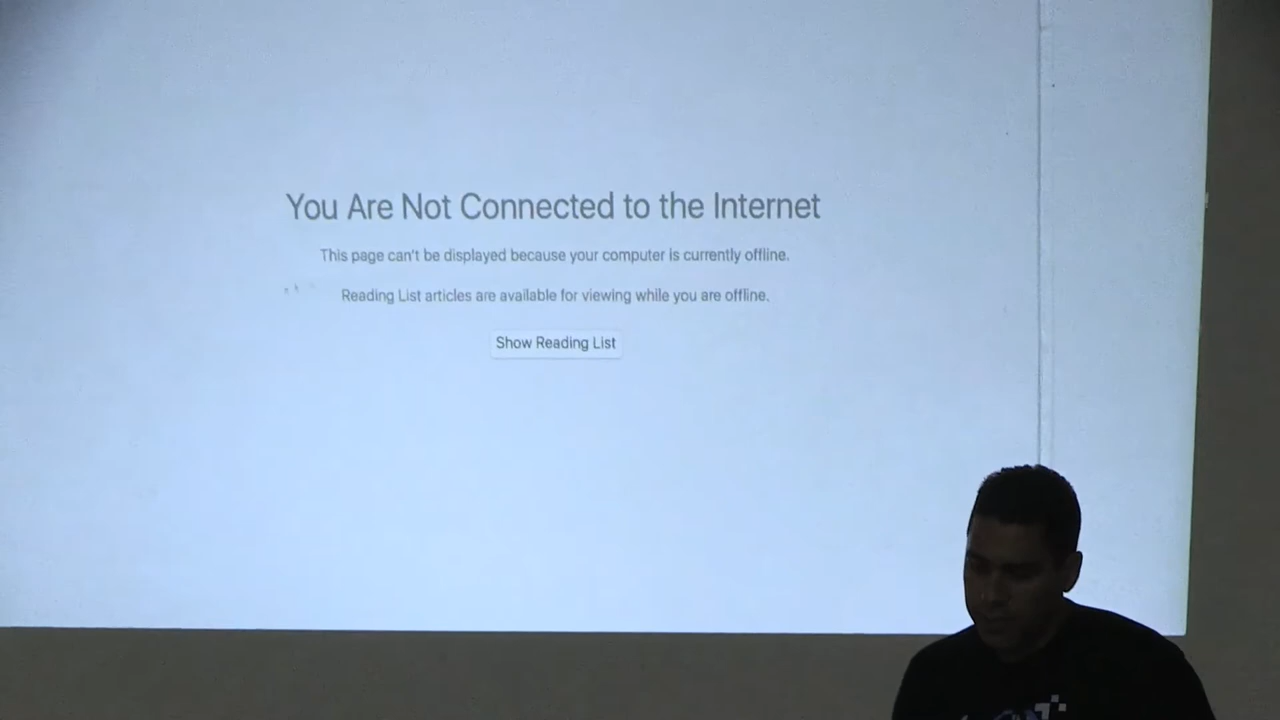 You Are Not Connected to the Internet
This page can't be displayed because your computer is currently offline.
Reading List articles are available for viewing while you are offline.
Show Reading List